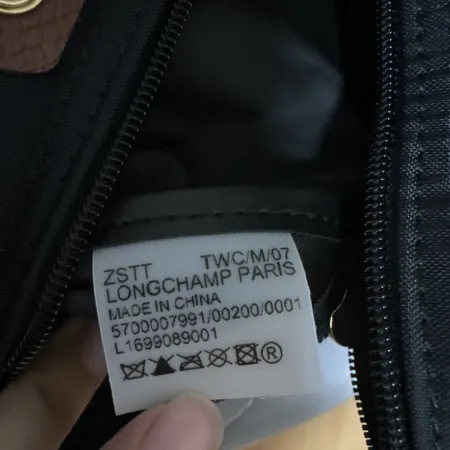 ZSTT TWC/M/07
LONGCHAMP PARIS
MADE IN CHINA
5700007991/00200/0001
L1699089001
®